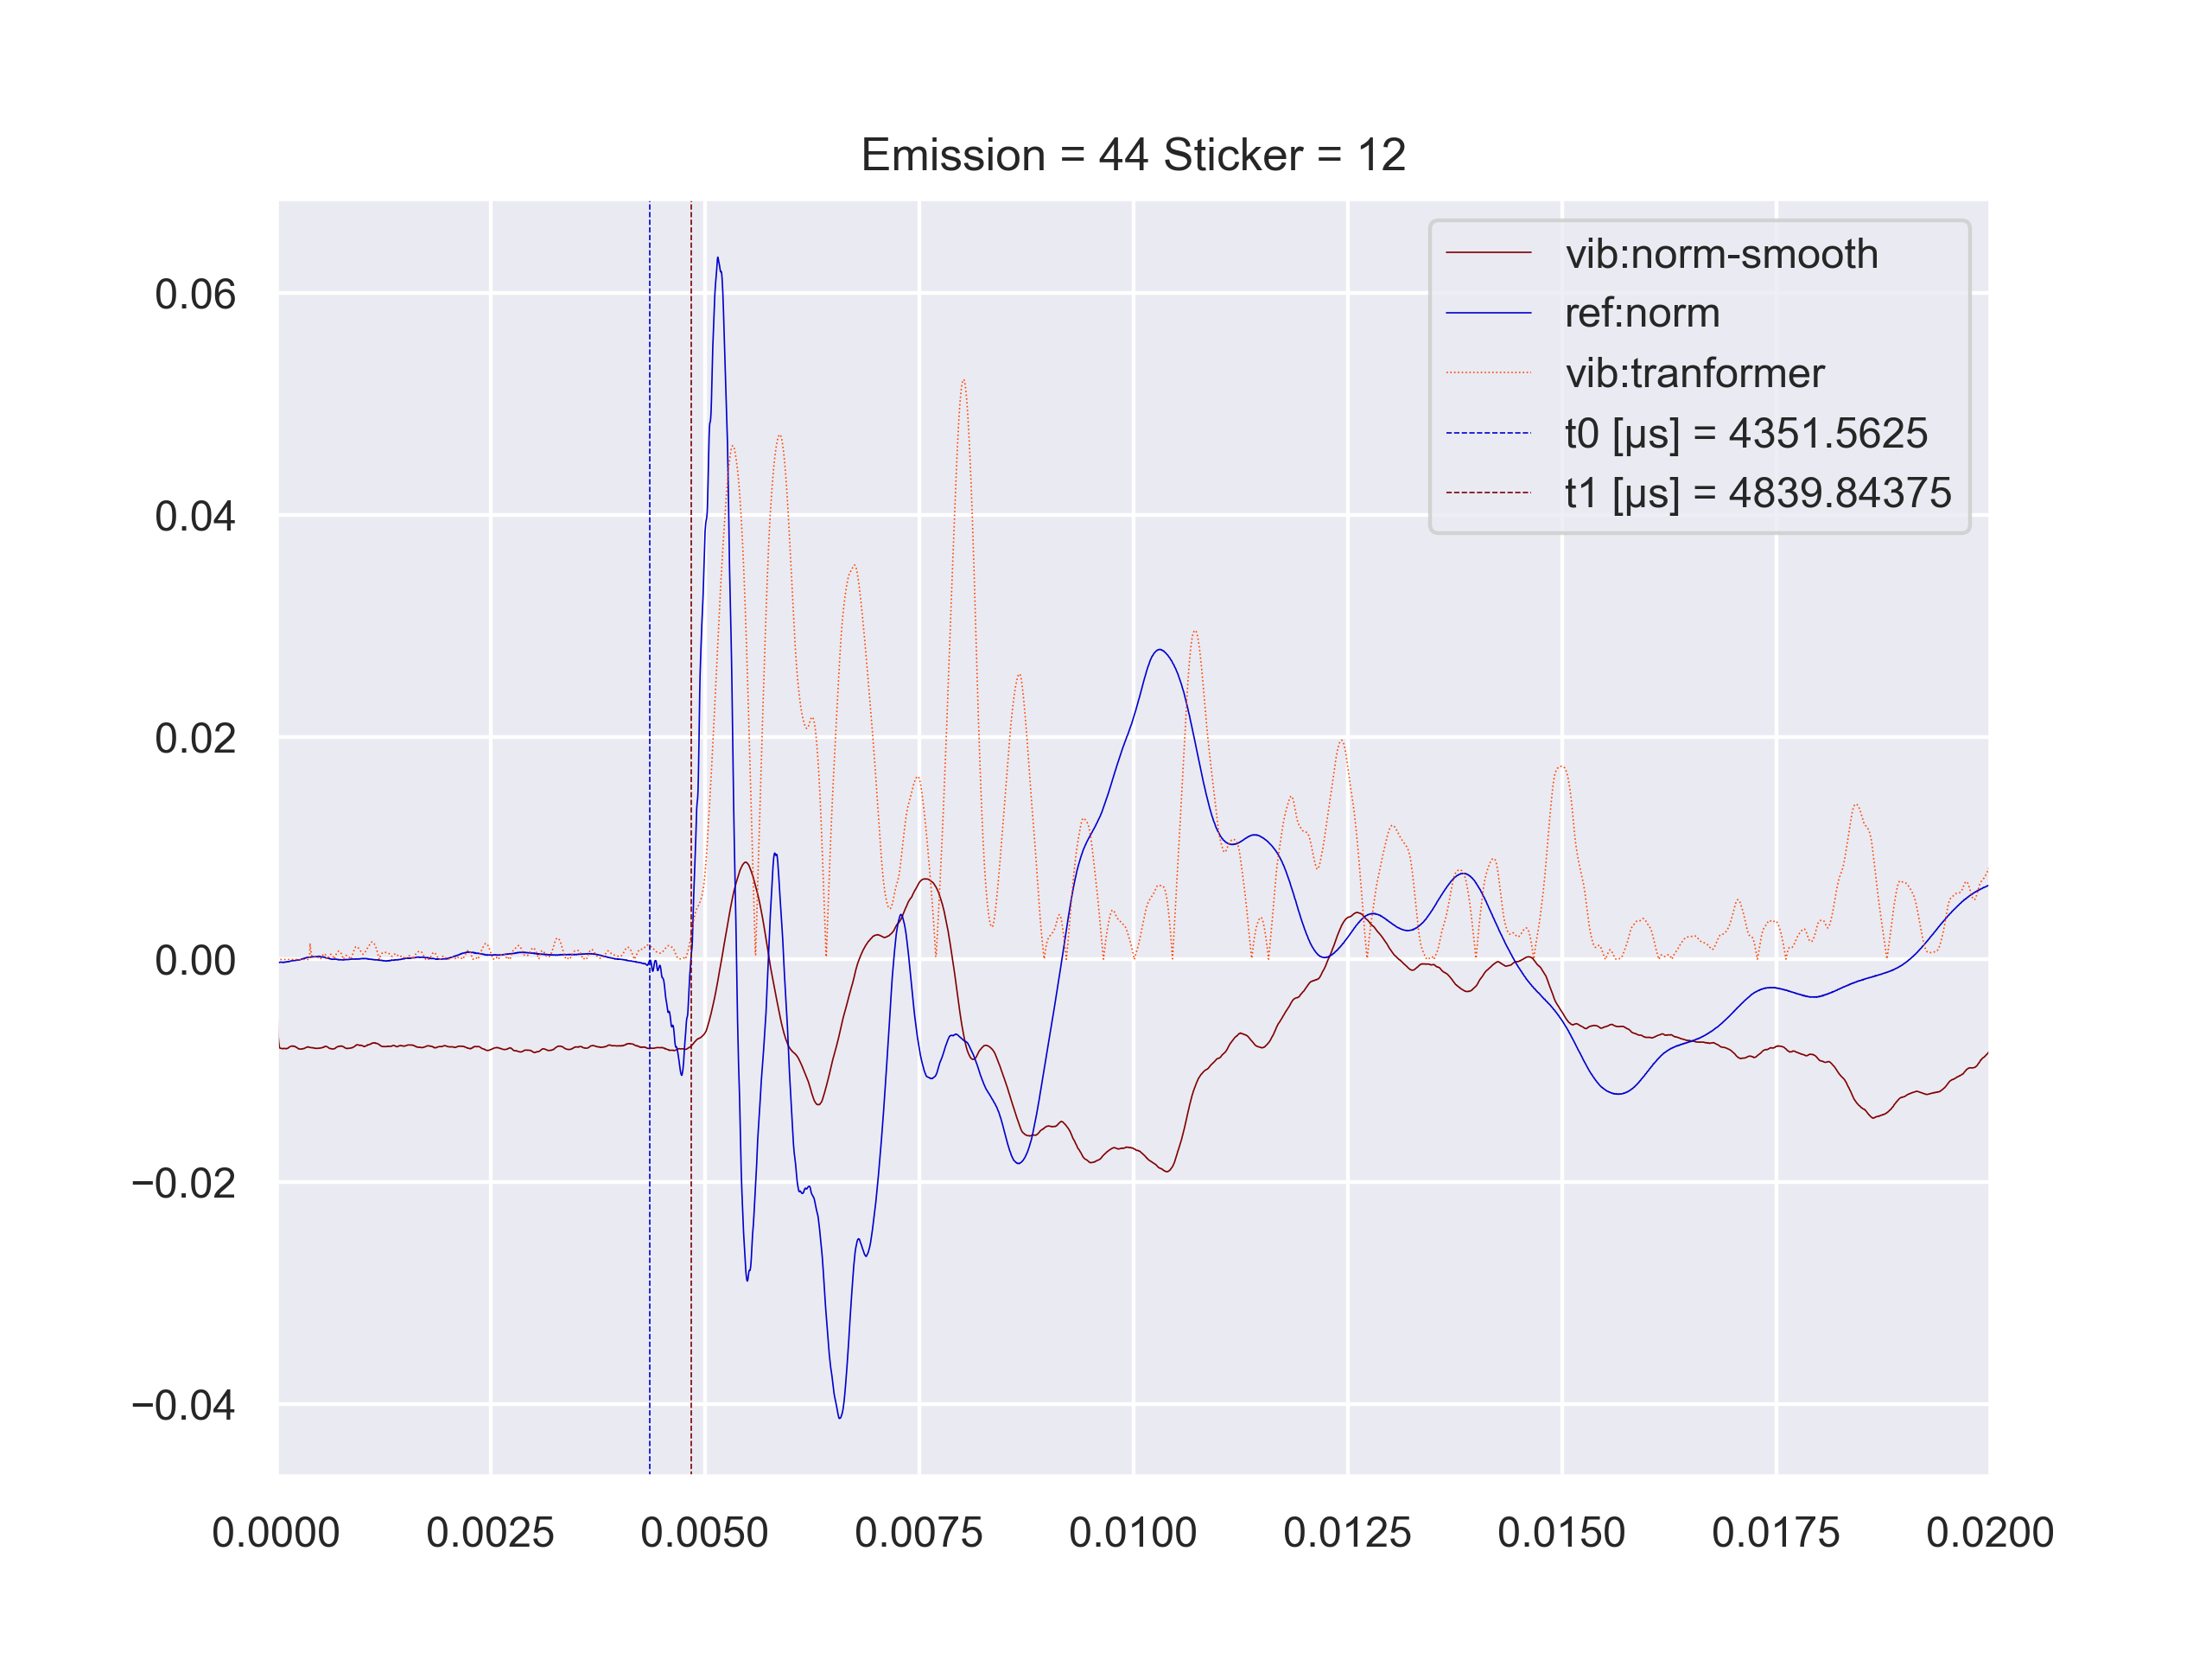 Emission = 44 Sticker = 12
vib:norm-smooth
ref:norm
vib:tranformer
t0 [µs] = 4351.5625
t1 [µs] = 4839.84375
0.06
0.04
0.02
0.00
−0.02
−0.04
0.0000 0.0025 0.0050 0.0075 0.0100 0.0125 0.0150 0.0175 0.0200